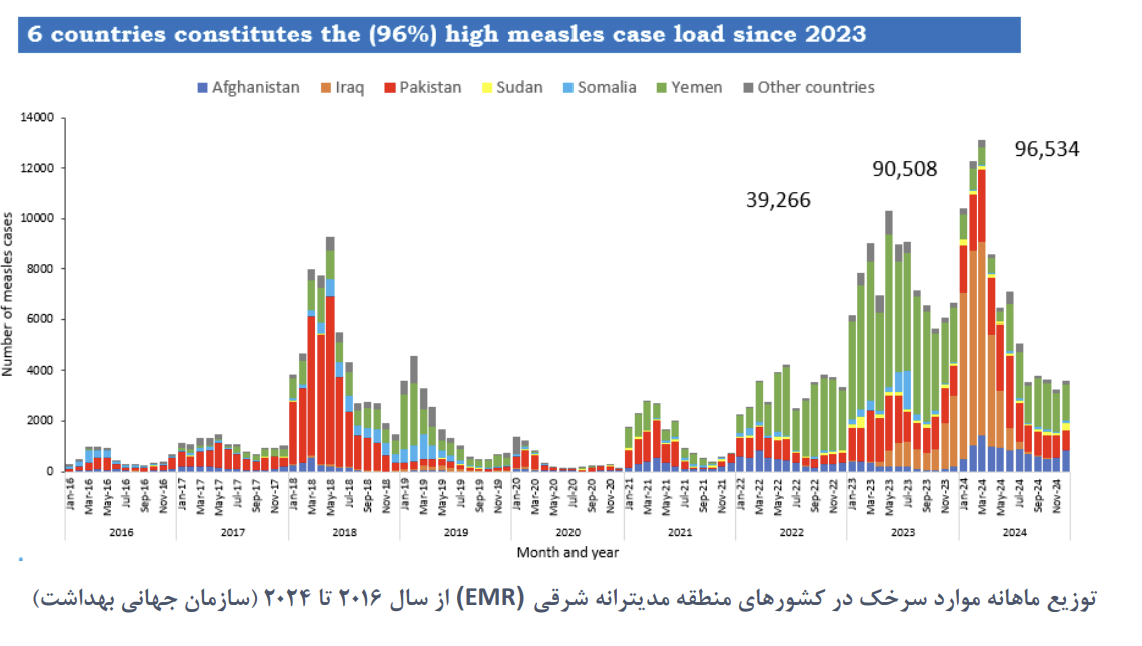 6 countries constitutes the (96%) high measles case load since 2023
Afghanistan Iraq Pakistan Sudan Somalia Yemen Other countries
14000
12000
10000
8000
6000
4000
2000
0
Number of measles cases
39,266
90,508
96,534
Jan-16 Mar-16 May-16 Jul-16 Sep-16 Nov-16 Jan-17 Mar-17 May-17 Jul-17 Sep-17 Nov-17 Jan-18 Mar-18 May-18 Jul-18 Sep-18 Nov-18 Jan-19 Mar-19 May-19 Jul-19 Sep-19 Nov-19 Jan-20 Mar-20 May-20 Jul-20 Sep-20 Nov-20 Jan-21 Mar-21 May-21 Jul-21 Sep-21 Nov-21 Jan-22 Mar-22 May-22 Jul-22 Sep-22 Nov-22 Jan-23 Mar-23 May-23 Jul-23 Sep-23 Nov-23 Jan-24 Mar-24 May-24 Jul-24 Sep-24 Nov-24
2016 2017 2018 2019 2020 2021 2022 2023 2024
Month and year
توزیع ماهانه موارد سرخک در کشورهای منطقه مدیترانه شرقی (EMR) از سال ۲۰۱۶ تا ۲۰۲۴ (سازمان جهانی بهداشت)